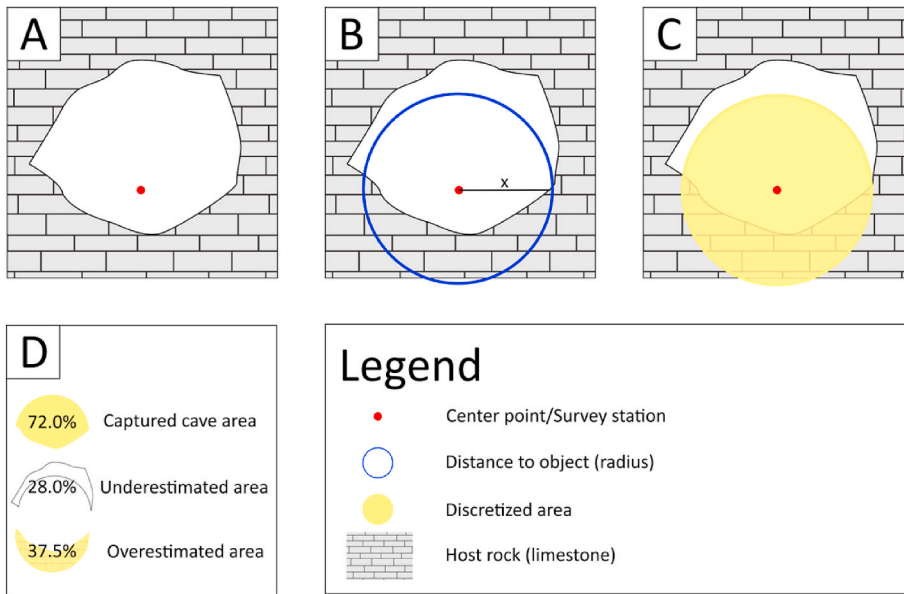 A
B
C
x
D
72.0%
Captured cave area
28.0%
Underestimated area
37.5%
Overestimated area
Legend
Center point/Survey station
Distance to object (radius)
Discretized area
Host rock (limestone)